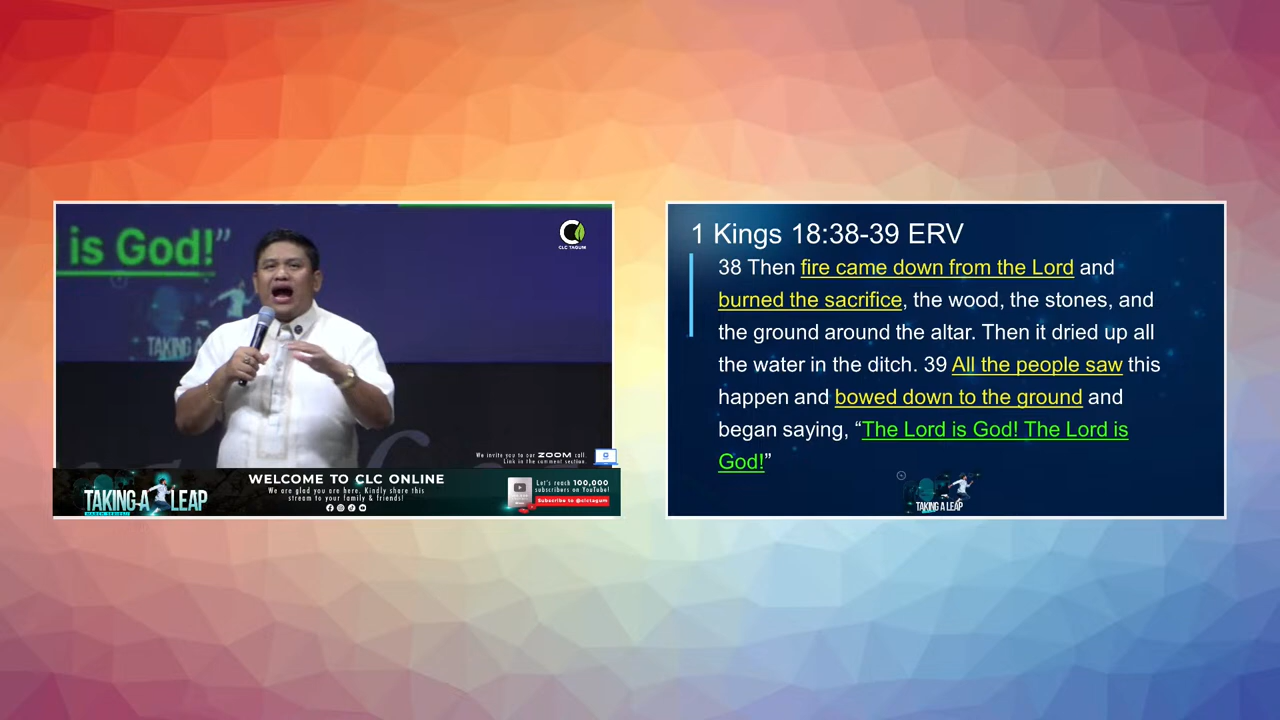 is God!”
CLC TAGUM
TAKING A
We invite you to our ZOOM call.
Link in the comment section.
TAKING A LEAP
WELCOME TO CLC ONLINE
We are glad you are here. Kindly share this
stream to your family & friends!
Let's reach 100,000
subscribers on YouTube!
Subscribe to @clctagum
1 Kings 18:38-39 ERV
38 Then fire came down from the Lord and
burned the sacrifice, the wood, the stones, and
the ground around the altar. Then it dried up all
the water in the ditch. 39 All the people saw this
happen and bowed down to the ground and
began saying, “The Lord is God! The Lord is
God!”
TAKING A LEAP